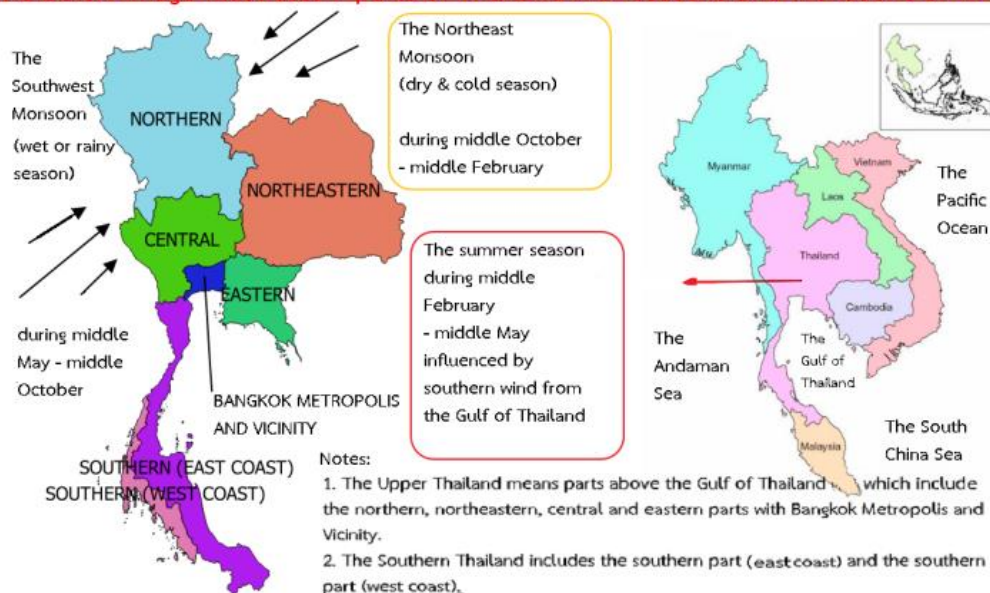 The
Southwest
Monsoon
(wet or rainy
season)
NORTHERN
NORTHEASTERN
CENTRAL
EASTERN
during middle
May - middle
October
BANGKOK METROPOLIS
AND VICINITY
SOUTHERN (EAST COAST)
SOUTHERN (WEST COAST)
The Northeast
Monsoon
(dry & cold season)
during middle October
- middle February
The summer season
during middle
February
- middle May
influenced by
southern wind from
the Gulf of Thailand
Myanmar
Laos
Vietnam
Thailand
Cambodia
Malaysia
The
Pacific
Ocean
The
Andaman
Sea
The
Gulf of
Thailand
The South
China Sea
Notes:
1. The Upper Thailand means parts above the Gulf of Thailand which include
the northern, northeastern, central and eastern parts with Bangkok Metropolis and
Vicinity.
2. The Southern Thailand includes the southern part (east coast) and the southern
part (west coast).